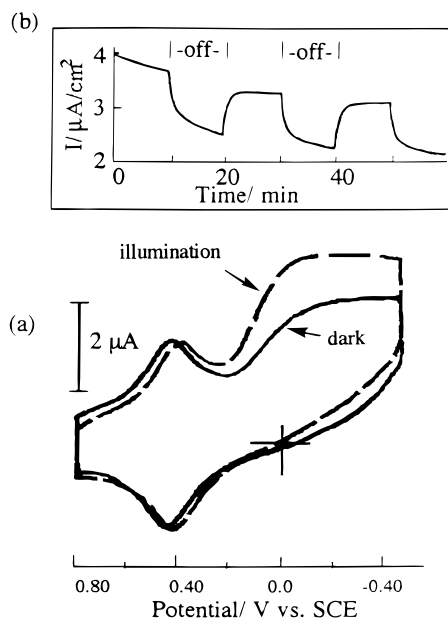 (b)
|-off-| |-off-|
4
3
2
I/μA/cm²
0 20 40
Time/ min
(a)
illumination
2 μA
dark
0.80 0.40 0.0 -0.40
Potential/ V vs. SCE